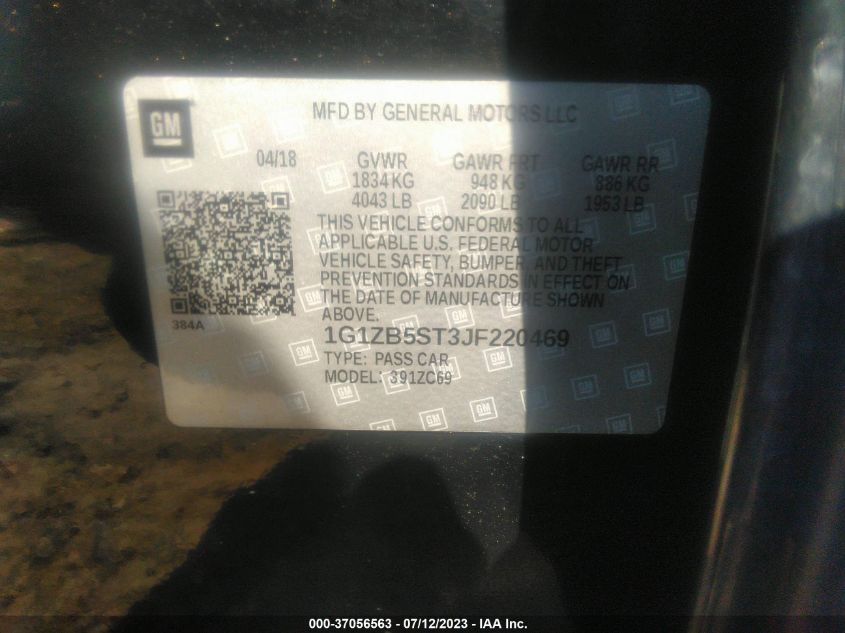 GM
MFD BY GENERAL MOTORS LLC
04/18 GVWR GAWR FRT GAWR RR
1834 KG 948 KG 886 KG
4043 LB 2090 LB 1953 LB
THIS VEHICLE CONFORMS TO ALL
APPLICABLE U.S. FEDERAL MOTOR
VEHICLE SAFETY, BUMPER, AND THEFT
PREVENTION STANDARDS IN EFFECT ON
THE DATE OF MANUFACTURE SHOWN
ABOVE.
384A
1G1ZB5ST3JF220469
TYPE: PASS CAR
MODEL: 391ZC69
000-37056563 - 07/12/2023 - IAA Inc.